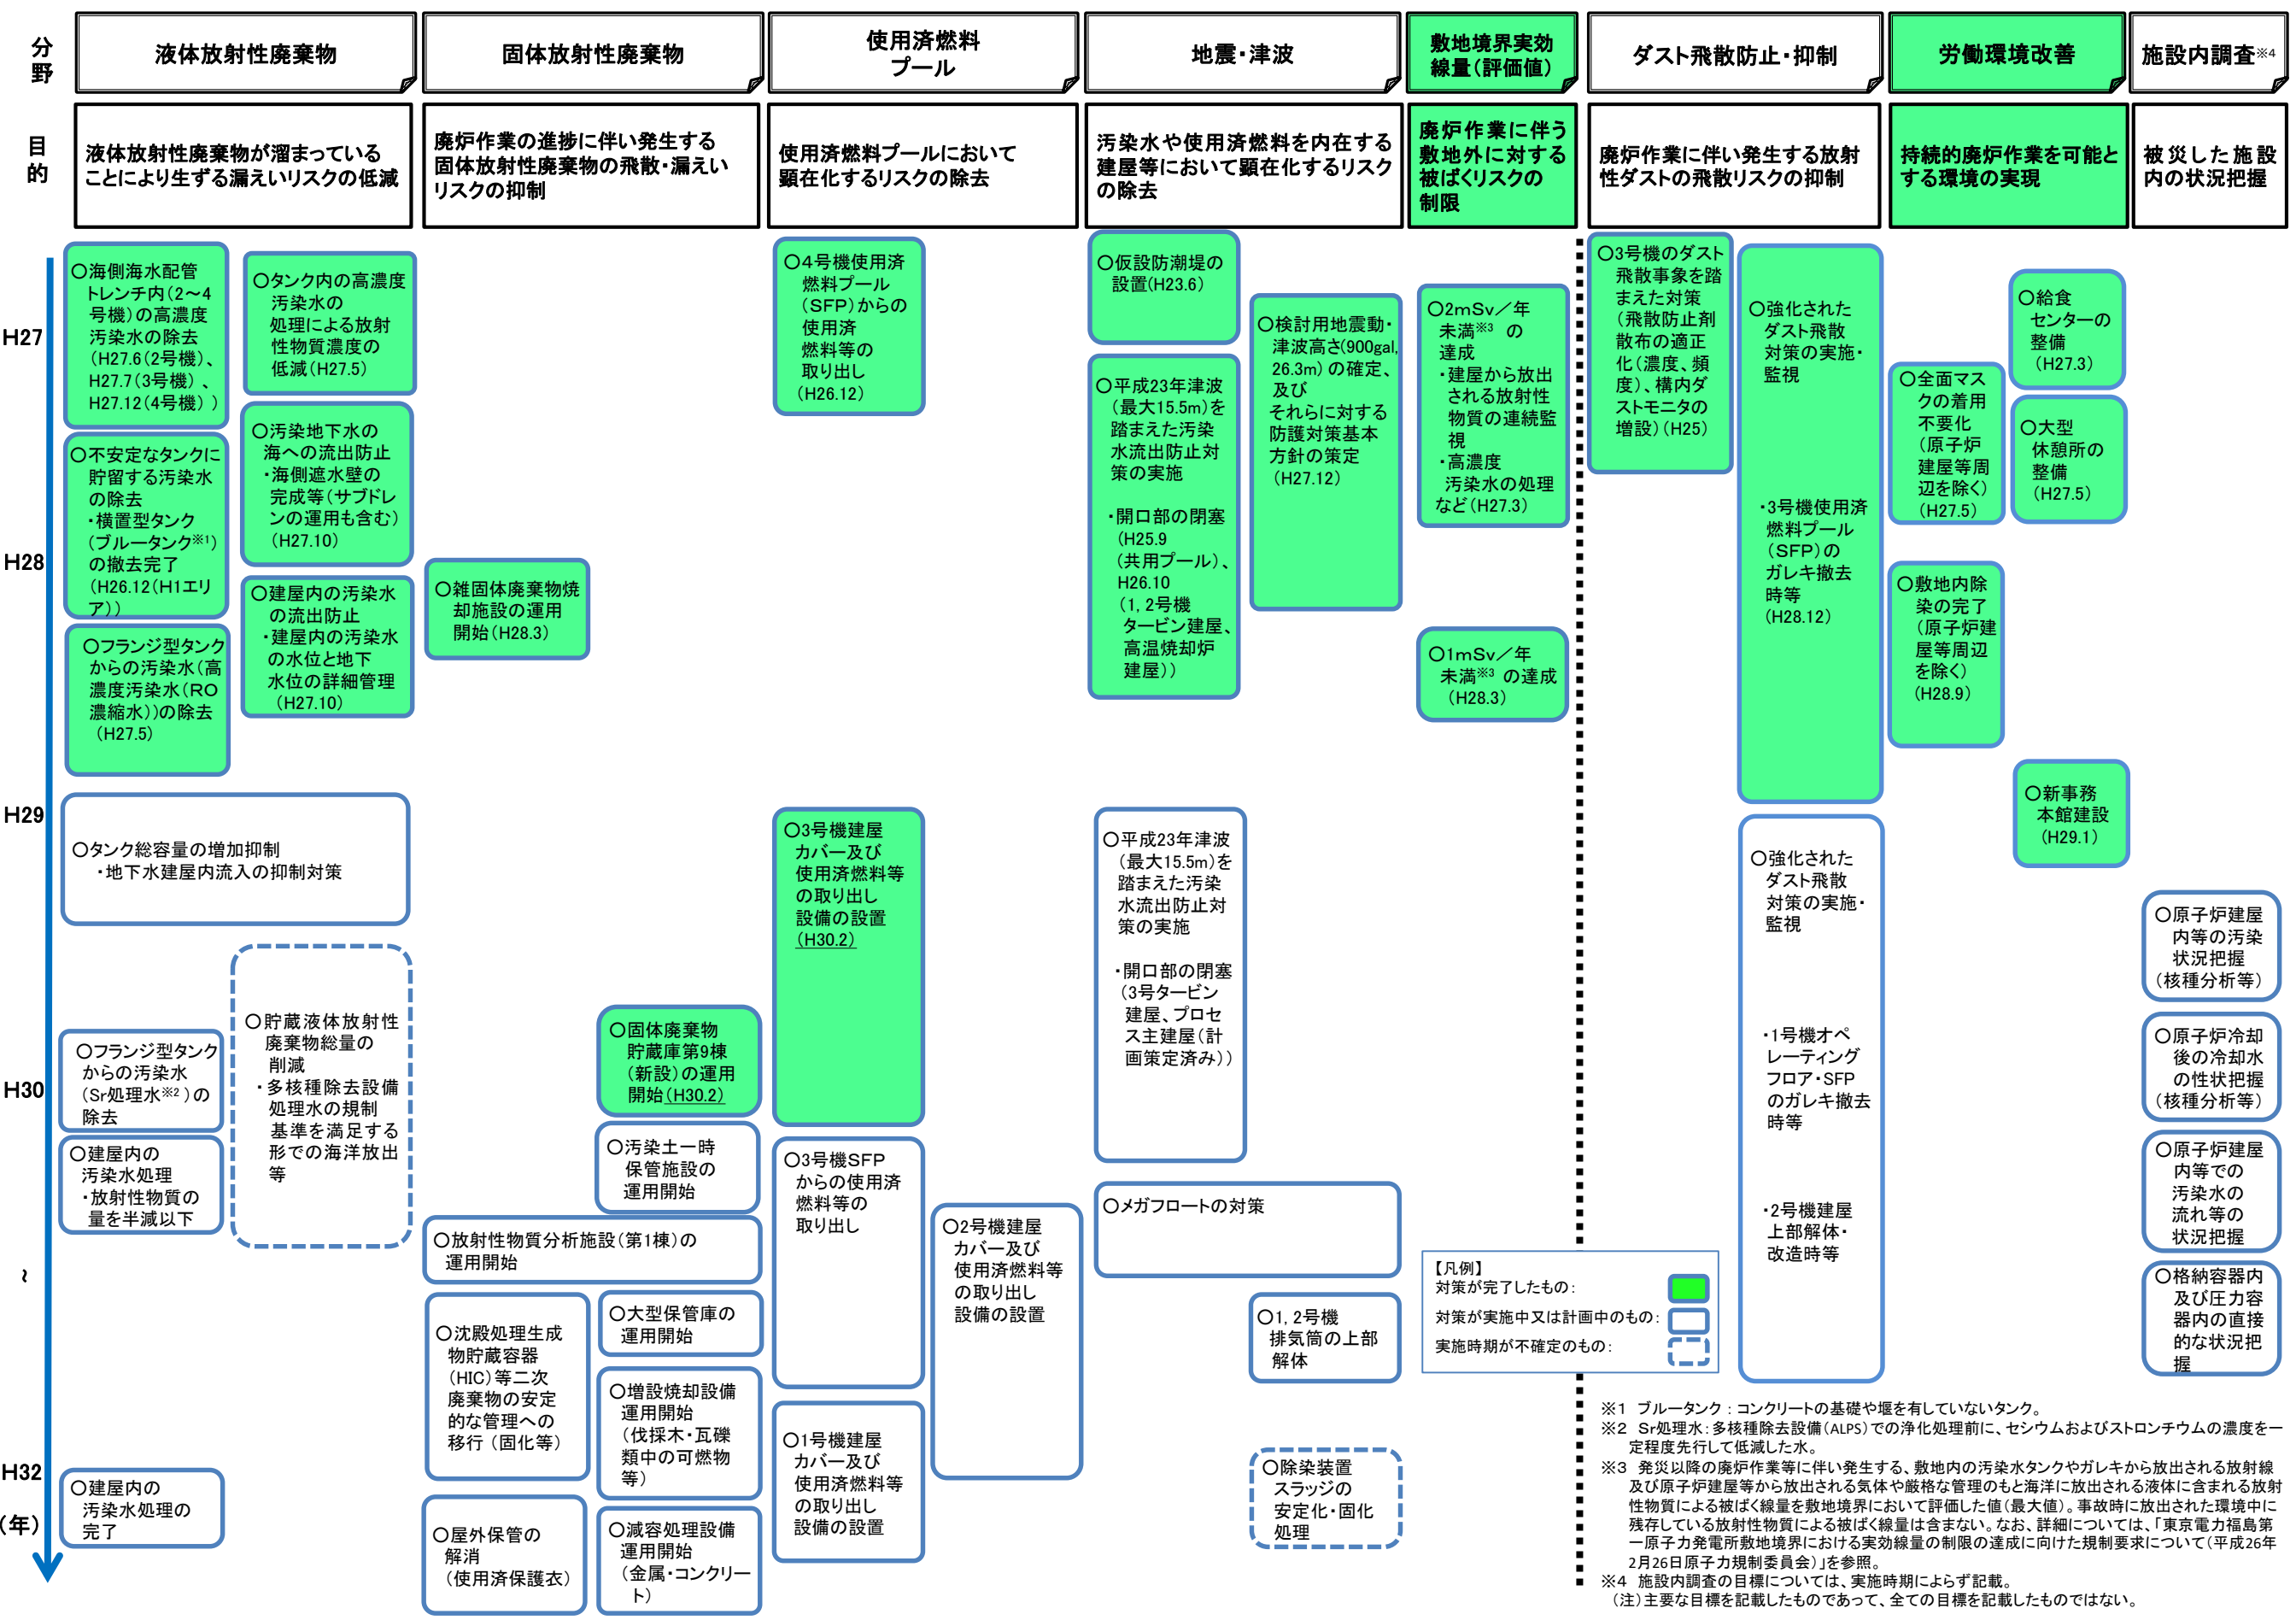 分野
液体放射性廃棄物
固体放射性廃棄物
使用済燃料
プール
地震・津波
敷地境界実効
線量(評価値)
ダスト飛散防止・抑制
労働環境改善
施設内調査※4
目的
液体放射性廃棄物が溜まっている
ことにより生ずる漏えいリスクの低減
廃炉作業の進捗に伴い発生する
固体放射性廃棄物の飛散・漏えい
リスクの抑制
使用済燃料プールにおいて
顕在化するリスクの除去
汚染水や使用済燃料を内在する
建屋等において顕在化するリスク
の除去
廃炉作業に伴う
敷地外に対する
被ばくリスクの
制限
廃炉作業に伴い発生する放射
性ダストの飛散リスクの抑制
持続的廃炉作業を可能と
する環境の実現
被災した施設
内の状況把握
H27
H28
H29
H30
~
H32
(年)
○海側海水配管
トレンチ内(2～4
号機)の高濃度
汚染水の除去
(H27.6(2号機)、
H27.7(3号機) 、
H27.12(4号機))
○不安定なタンクに
貯留する汚染水
の除去
・横置型タンク
(ブルータンク※1)
の撤去完了
(H26.12(H1エリ
ア))
○フランジ型タンク
からの汚染水(高
濃度汚染水(RO
濃縮水))の除去
(H27.5)
○タンク内の高濃度
汚染水の
処理による放射
性物質濃度の
低減(H27.5)
○汚染地下水の
海への流出防止
・海側遮水壁の
完成等(サブドレ
ンの運用も含む)
(H27.10)
○建屋内の汚染水
の流出防止
・建屋内の汚染水
の水位と地下
水位の詳細管理
(H27.10)
○タンク総容量の増加抑制
・地下水建屋内流入の抑制対策
○フランジ型タンク
からの汚染水
(Sr処理水※2 )の
除去
○建屋内の
汚染水処理
・放射性物質の
量を半減以下
○貯蔵液体放射性
廃棄物総量の
削減
・多核種除去設備
処理水の規制
基準を満足する
形での海洋放出
等
○建屋内の
汚染水処理の
完了
○雑固体廃棄物焼
却施設の運用
開始(H28.3)
○固体廃棄物
貯蔵庫第9棟
(新設)の運用
開始(H30.2)
○汚染土一時
保管施設の
運用開始
○放射性物質分析施設(第1棟)の
運用開始
○沈殿処理生成
物貯蔵容器
(HIC)等二次
廃棄物の安定
的な管理への
移行 (固化等)
○大型保管庫の
運用開始
○増設焼却設備
運用開始
(伐採木・瓦礫
類中の可燃物
等)
○屋外保管の
解消
(使用済保護衣)
○減容処理設備
運用開始
(金属・コンクリー
ト)
○4号機使用済
燃料プール
(SFP)からの
使用済
燃料等の
取り出し
(H26.12)
○3号機建屋
カバー及び
使用済燃料等
の取り出し
設備の設置
(H30.2)
○3号機SFP
からの使用済
燃料等の
取り出し
○2号機建屋
カバー及び
使用済燃料等
の取り出し
設備の設置
○1号機建屋
カバー及び
使用済燃料等
の取り出し
設備の設置
○仮設防潮堤の
設置(H23.6)
○平成23年津波
(最大15.5m)を
踏まえた汚染
水流出防止対
策の実施
・開口部の閉塞
(H25.9
(共用プール)、
H26.10
(1, 2号機
タービン建屋、
高温焼却炉
建屋))
○検討用地震動・
津波高さ(900gal,
26.3m) の確定、
及び
それらに対する
防護対策基本
方針の策定
(H27.12)
○平成23年津波
(最大15.5m)を
踏まえた汚染
水流出防止対
策の実施
・開口部の閉塞
(3号タービン
建屋、プロセ
ス主建屋(計
画策定済み))
○メガフロートの対策
○1, 2号機
排気筒の上部
解体
○除染装置
スラッジの
安定化・固化
処理
○2mSv／年
未満※3 の
達成
・建屋から放出
される放射性
物質の連続監
視
・高濃度
汚染水の処理
など(H27.3)
○1mSv／年
未満※3 の達成
(H28.3)
○3号機のダスト
飛散事象を踏
まえた対策
(飛散防止剤
散布の適正
化(濃度、頻
度)、構内ダ
ストモニタの
増設)(H25)
○強化された
ダスト飛散
対策の実施・
監視
・3号機使用済
燃料プール
(SFP)の
ガレキ撤去
時等
(H28.12)
○強化された
ダスト飛散
対策の実施・
監視
・1号機オペ
レーティング
フロア・SFP
のガレキ撤去
時等
・2号機建屋
上部解体・
改造時等
○給食
センターの
整備
(H27.3)
○全面マス
クの着用
不要化
(原子炉
建屋等周
辺を除く)
(H27.5)
○大型
休憩所の
整備
(H27.5)
○敷地内除
染の完了
(原子炉建
屋等周辺
を除く)
(H28.9)
○新事務
本館建設
(H29.1)
○原子炉建屋
内等の汚染
状況把握
(核種分析等)
○原子炉冷却
後の冷却水
の性状把握
(核種分析等)
○原子炉建屋
内等での
汚染水の
流れ等の
状況把握
○格納容器内
及び圧力容
器内の直接
的な状況把
握
【凡例】
対策が完了したもの:
対策が実施中又は計画中のもの:
実施時期が不確定のもの:
※1 ブルータンク : コンクリートの基礎や堰を有していないタンク。
※2 Sr処理水:多核種除去設備(ALPS)での浄化処理前に、セシウムおよびストロンチウムの濃度を一
定程度先行して低減した水。
※3 発災以降の廃炉作業等に伴い発生する、敷地内の汚染水タンクやガレキから放出される放射線
及び原子炉建屋等から放出される気体や厳格な管理のもと海洋に放出される液体に含まれる放射
性物質による被ばく線量を敷地境界において評価した値(最大値)。事故時に放出された環境中に
残存している放射性物質による被ばく線量は含まない。なお、詳細については、「東京電力福島第
一原子力発電所敷地境界における実効線量の制限の達成に向けた規制要求について(平成26年
2月26日原子力規制委員会)」を参照。
※4 施設内調査の目標については、実施時期によらず記載。
(注)主要な目標を記載したものであって、全ての目標を記載したものではない。